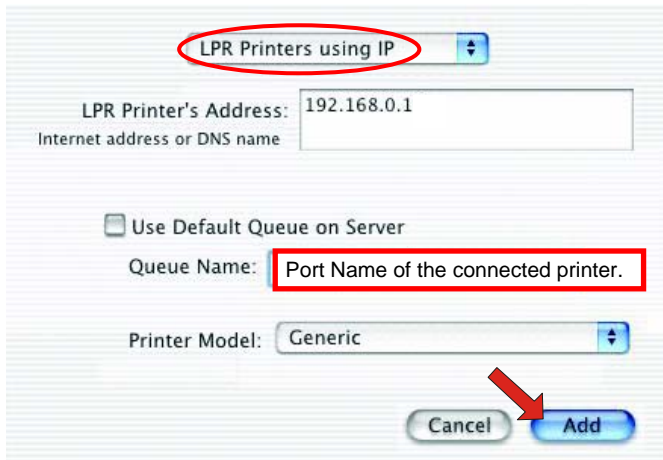 LPR Printers using IP
LPR Printer's Address: 192.168.0.1
Internet address or DNS name
Use Default Queue on Server
Queue Name: Port Name of the connected printer.
Printer Model: Generic
Cancel Add